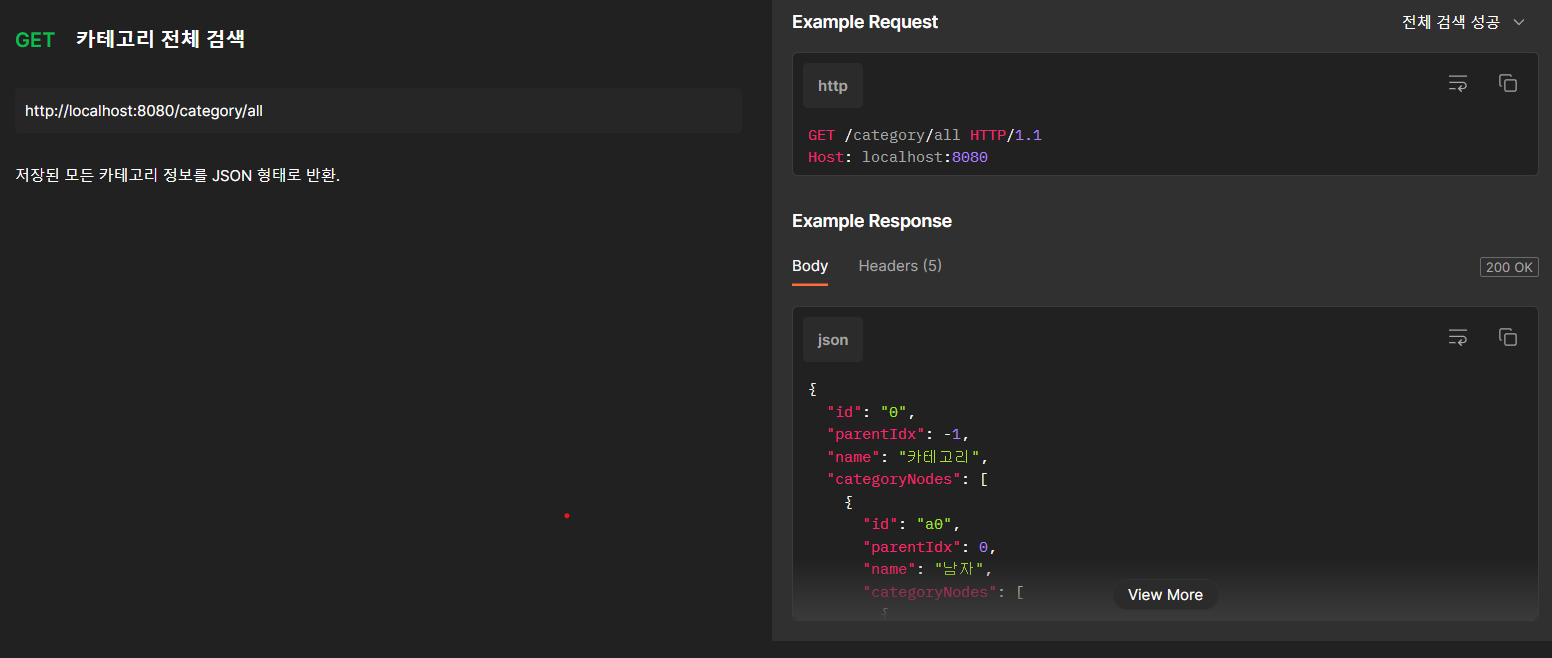 GET 카테고리 전체 검색
http://localhost:8080/category/all
저장된 모든 카테고리 정보를 JSON 형태로 반환.
Example Request
전체 검색 성공
http
GET /category/all HTTP/1.1
Host: localhost:8080
Example Response
Body
Headers (5)
200 OK
json
{
"id": "0",
"parentIdx": -1,
"name": "카테고리",
"categoryNodes": [
{
"id": "a0",
"parentIdx": 0,
"name": "남자",
"categoryNodes": [
{
View More